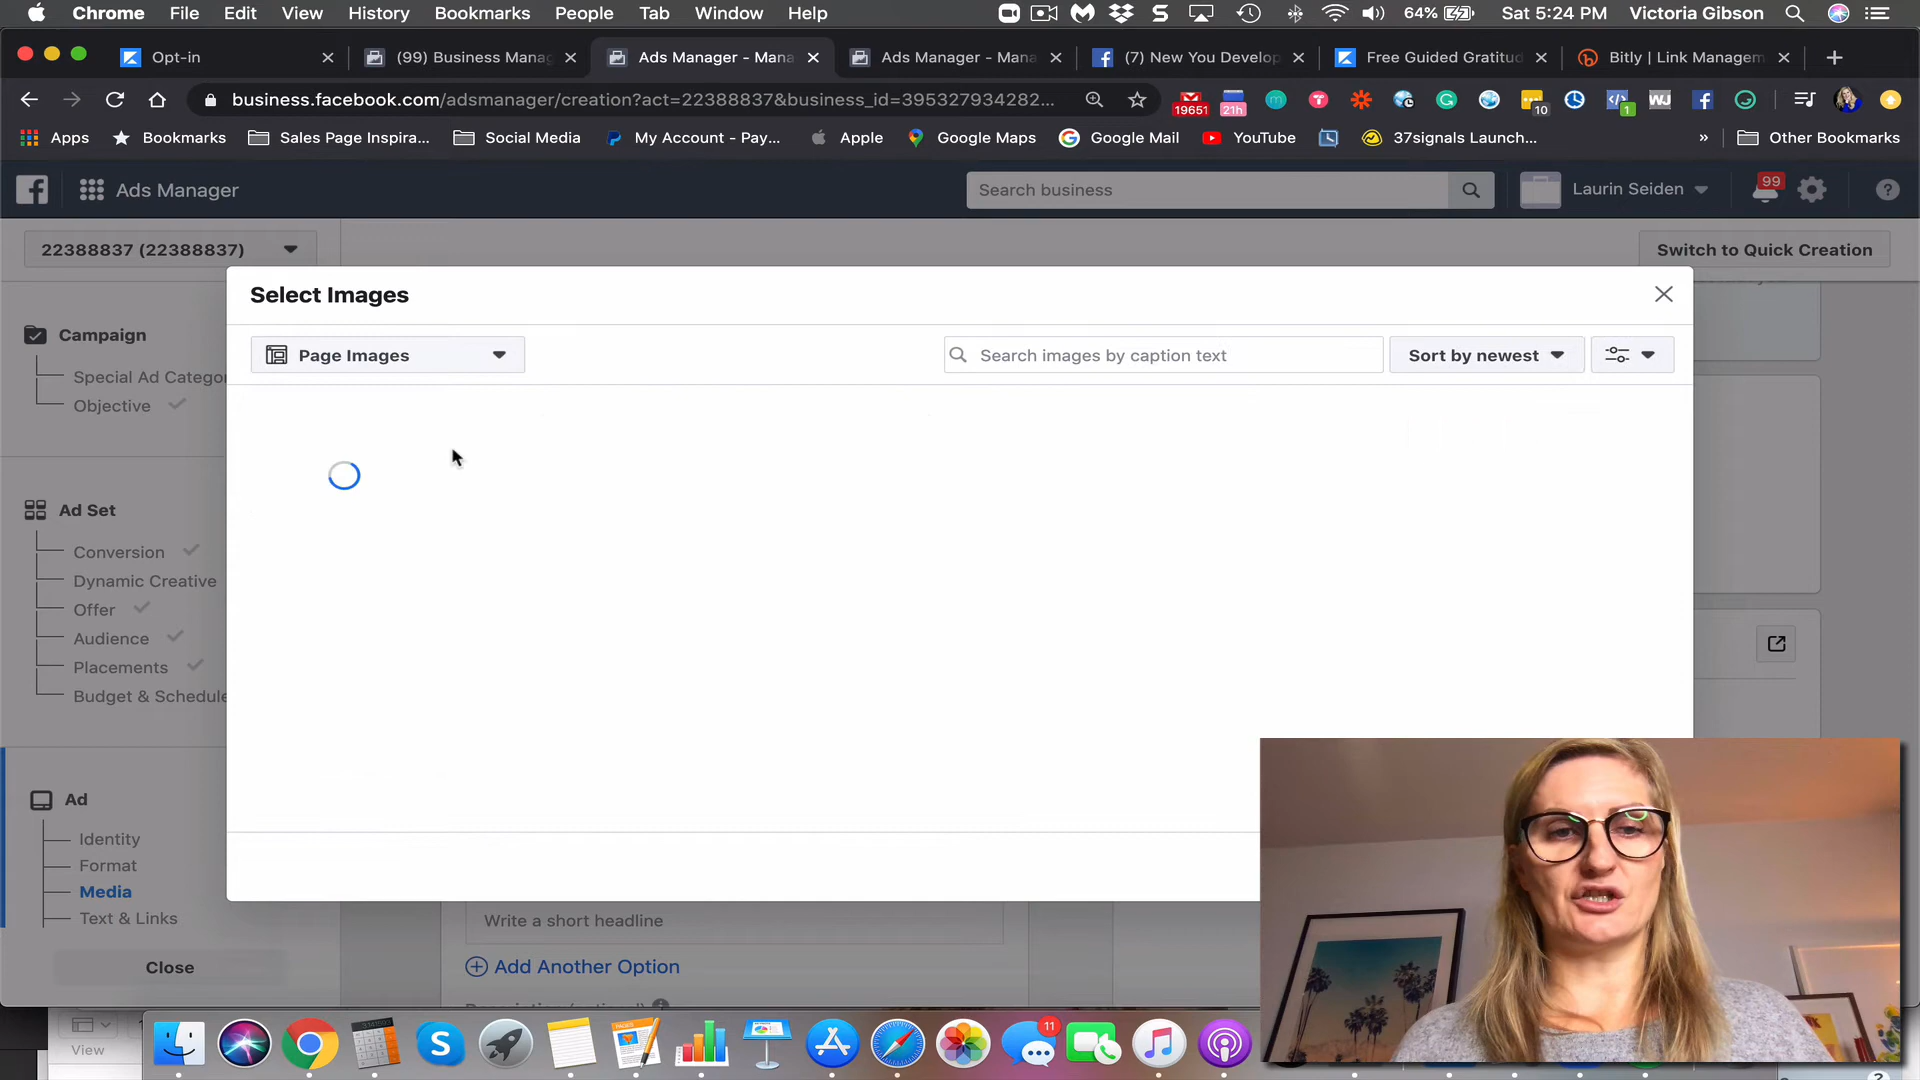 Chrome File Edit View History Bookmarks People Tab Window Help 64% Sat 5:24 PM Victoria Gibson
Opt-in (99) Business Manag Ads Manager - Mana Ads Manager - Mana (7) New You Develop Free Guided Gratitud Bitly | Link Managem
business.facebook.com/adsmanager/creation?act=22388837&business_id=395327934282... 19651 21h 10 1
Apps Bookmarks Sales Page Inspira... Social Media My Account - Pay... Apple Google Maps Google Mail YouTube 37signals Launch... » Other Bookmarks
Ads Manager Search business Laurin Seiden 99
22388837 (22388837) Switch to Quick Creation
Select Images
Page Images Search images by caption text Sort by newest
Campaign
Special Ad Categor
Objective
Ad Set
Conversion
Dynamic Creative
Offer
Audience
Placements
Budget & Schedule
Ad
Identity
Format
Media
Text & Links
Close
Write a short headline
Add Another Option
View
11